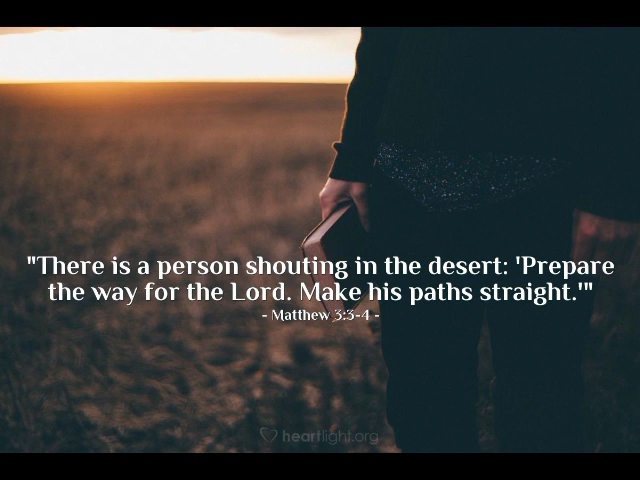 "There is a person shouting in the desert: 'Prepare
the way for the Lord. Make his paths straight.'"
- Matthew 3:3-4 -
heartlight.org